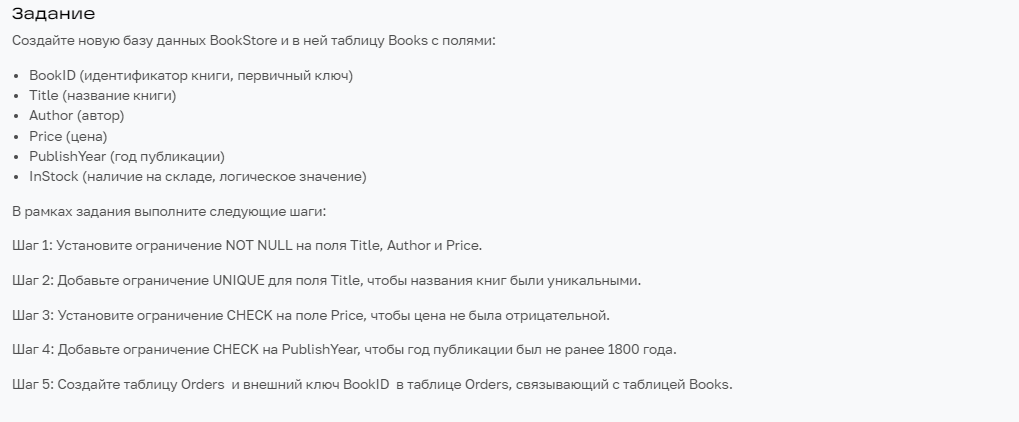 Задание
Создайте новую базу данных BookStore и в ней таблицу Books с полями:
• BookID (идентификатор книги, первичный ключ)
• Title (название книги)
• Author (автор)
• Price (цена)
• PublishYear (год публикации)
• InStock (наличие на складе, логическое значение)
В рамках задания выполните следующие шаги:
Шаг 1: Установите ограничение NOT NULL на поля Title, Author и Price.
Шаг 2: Добавьте ограничение UNIQUE для поля Title, чтобы названия книг были уникальными.
Шаг 3: Установите ограничение CHECK на поле Price, чтобы цена не была отрицательной.
Шаг 4: Добавьте ограничение CHECK на PublishYear, чтобы год публикации был не ранее 1800 года.
Шаг 5: Создайте таблицу Orders и внешний ключ BookID в таблице Orders, связывающий с таблицей Books.